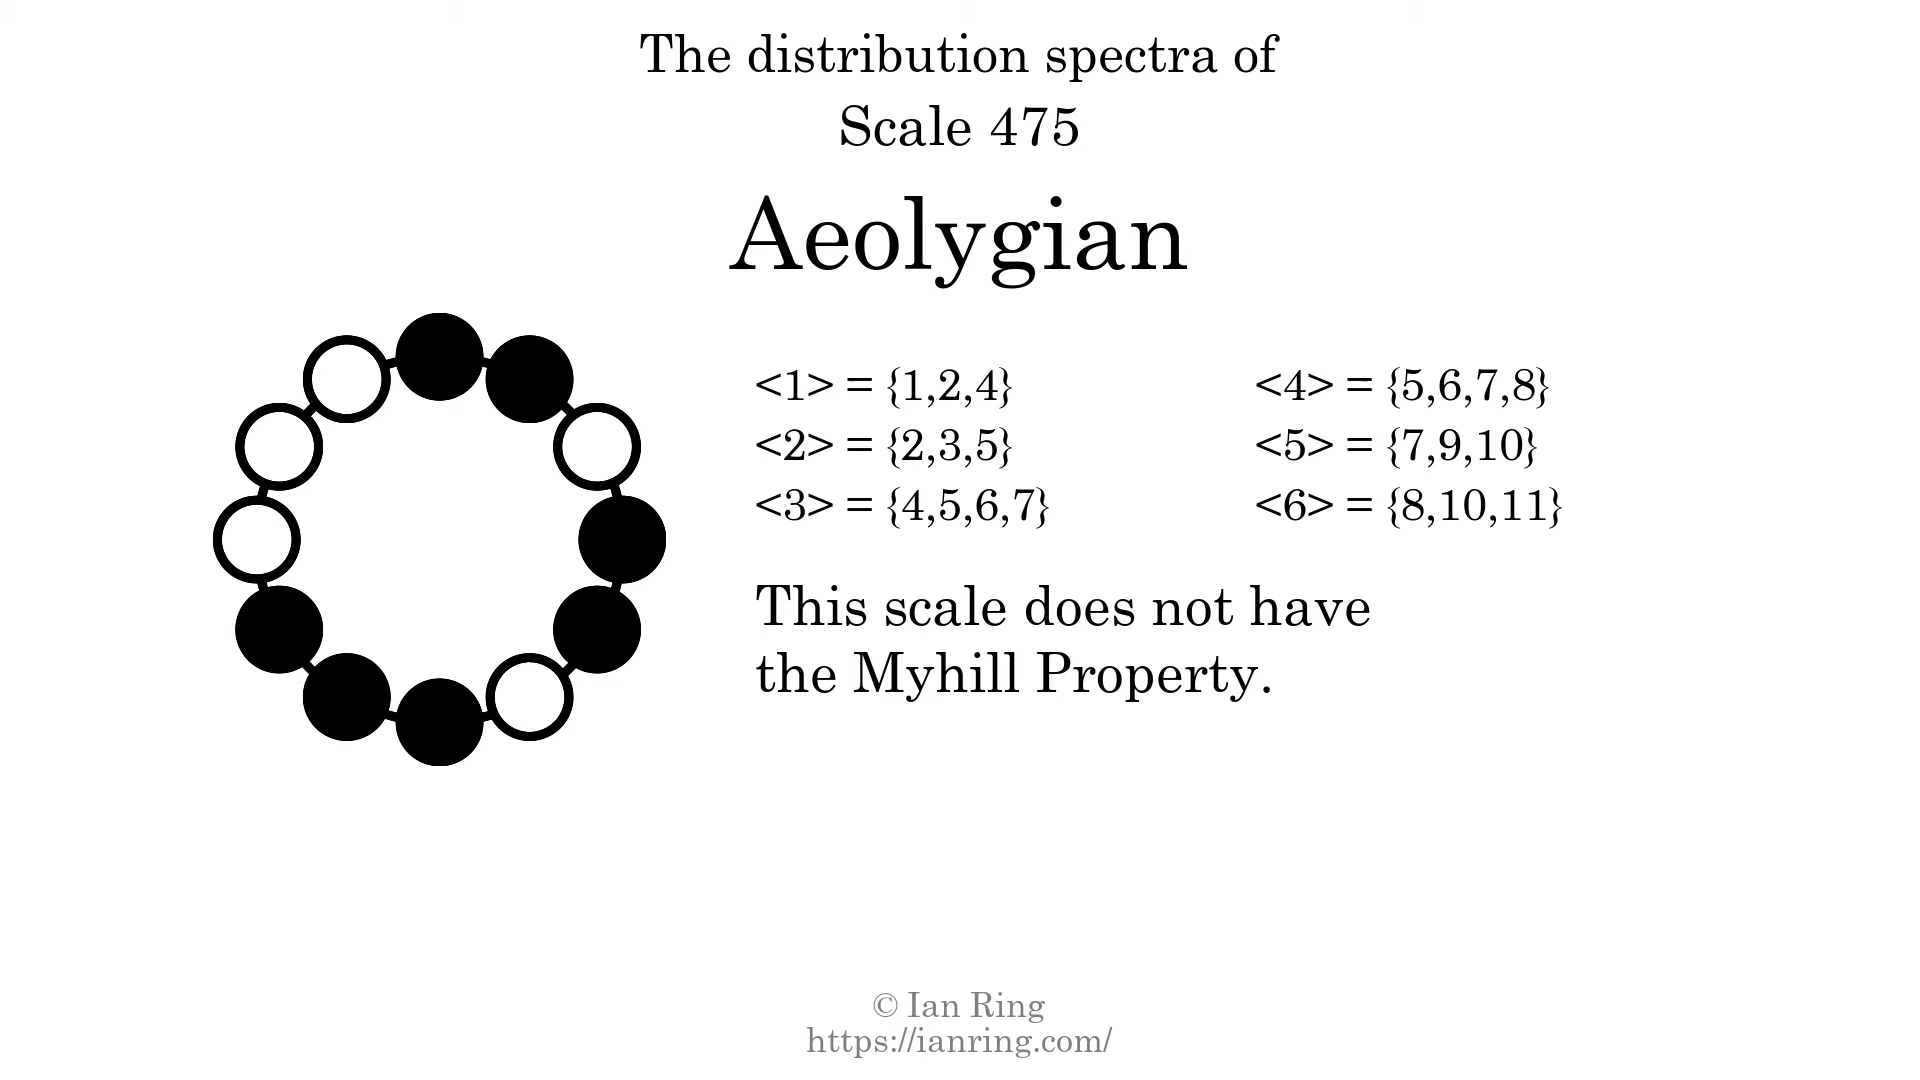 The distribution spectra of
Scale 475
Aeolygian
<1> = {1,2,4}
<2> = {2,3,5}
<3> = {4,5,6,7}
<4> = {5,6,7,8}
<5> = {7,9,10}
<6> = {8,10,11}
This scale does not have
the Myhill Property.
© Ian Ring
https://ianring.com/